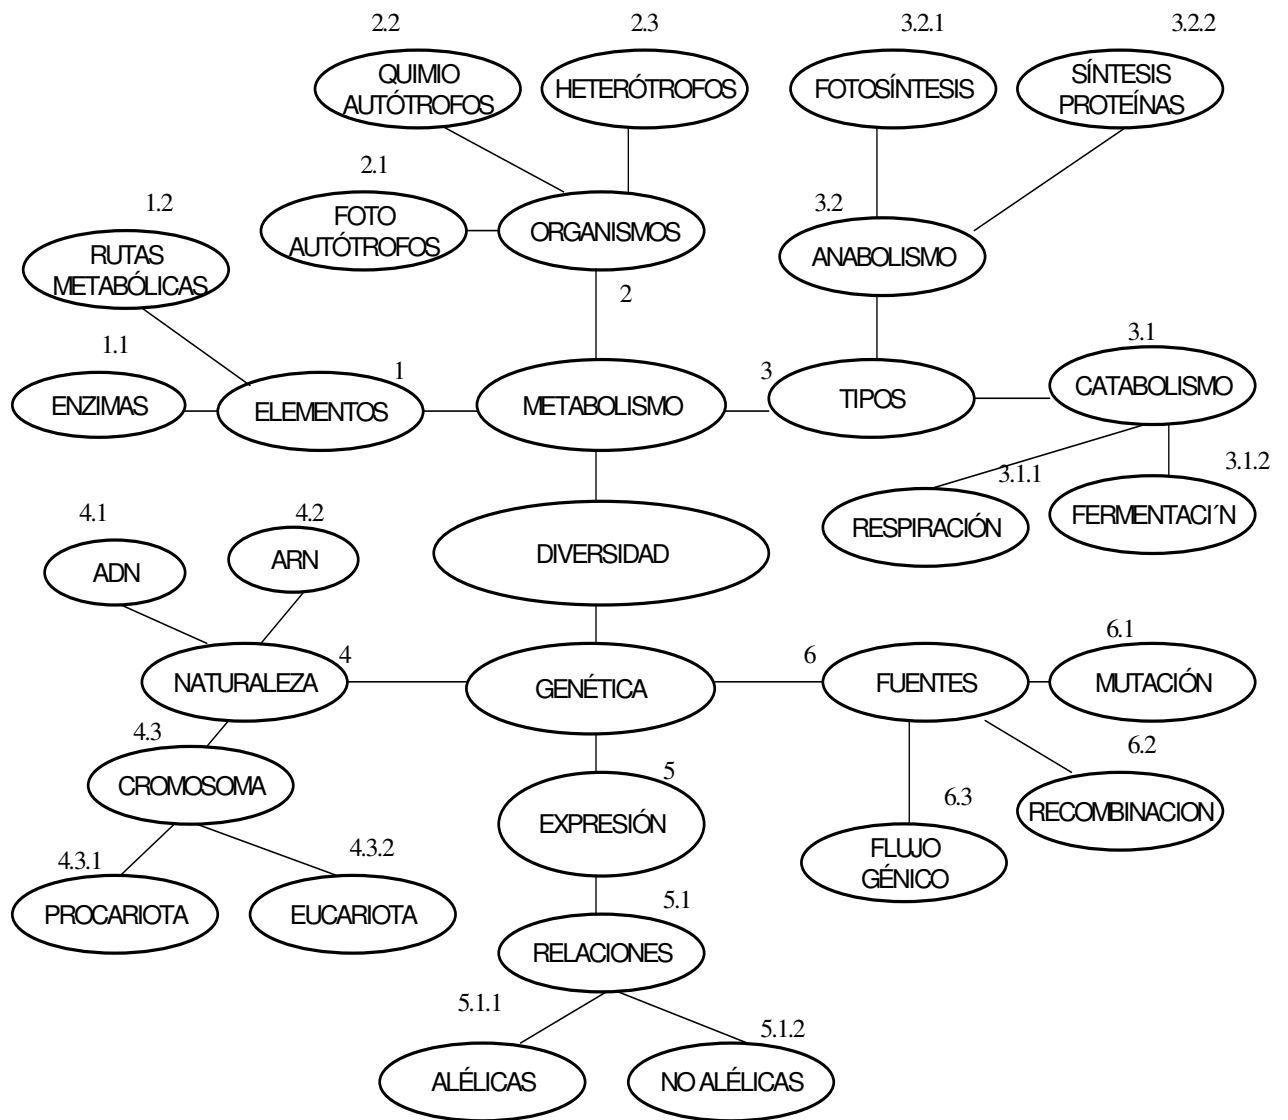 2.2
2.3
3.2.1
3.2.2
QUIMIO
AUTÓTROFOS
HETERÓTROFOS
FOTOSÍNTESIS
SÍNTESIS
PROTEÍNAS
2.1
1.2
3.2
FOTO
AUTÓTROFOS
ORGANISMOS
RUTAS
METABÓLICAS
ANABOLISMO
2
1.1
3.1
1
3
ENZIMAS
ELEMENTOS
METABOLISMO
TIPOS
CATABOLISMO
3.1.1
3.1.2
4.1
4.2
RESPIRACIÓN
FERMENTACI´N
ADN
ARN
DIVERSIDAD
4
6
6.1
NATURALEZA
GENÉTICA
FUENTES
MUTACIÓN
4.3
5
6.2
CROMOSOMA
EXPRESIÓN
6.3
RECOMBINACION
4.3.1
4.3.2
FLUJO
GÉNICO
PROCARIOTA
EUCARIOTA
5.1
RELACIONES
5.1.1
5.1.2
ALÉLICAS
NO ALÉLICAS